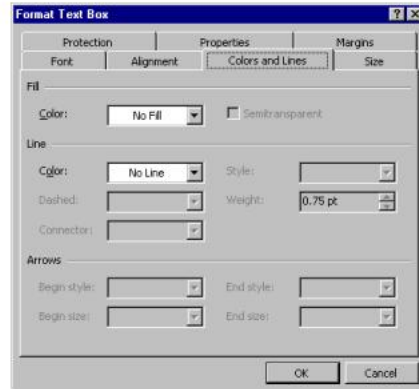 Format Text Box
Protection Properties Margins
Font Alignment Colors and Lines Size
Fill
Color: No Fill Semitransparent
Line
Color: No Line Style:
Dashed: Weight: 0.75 pt
Connector:
Arrows
Begin style: End style:
Begin size: End size:
OK Cancel